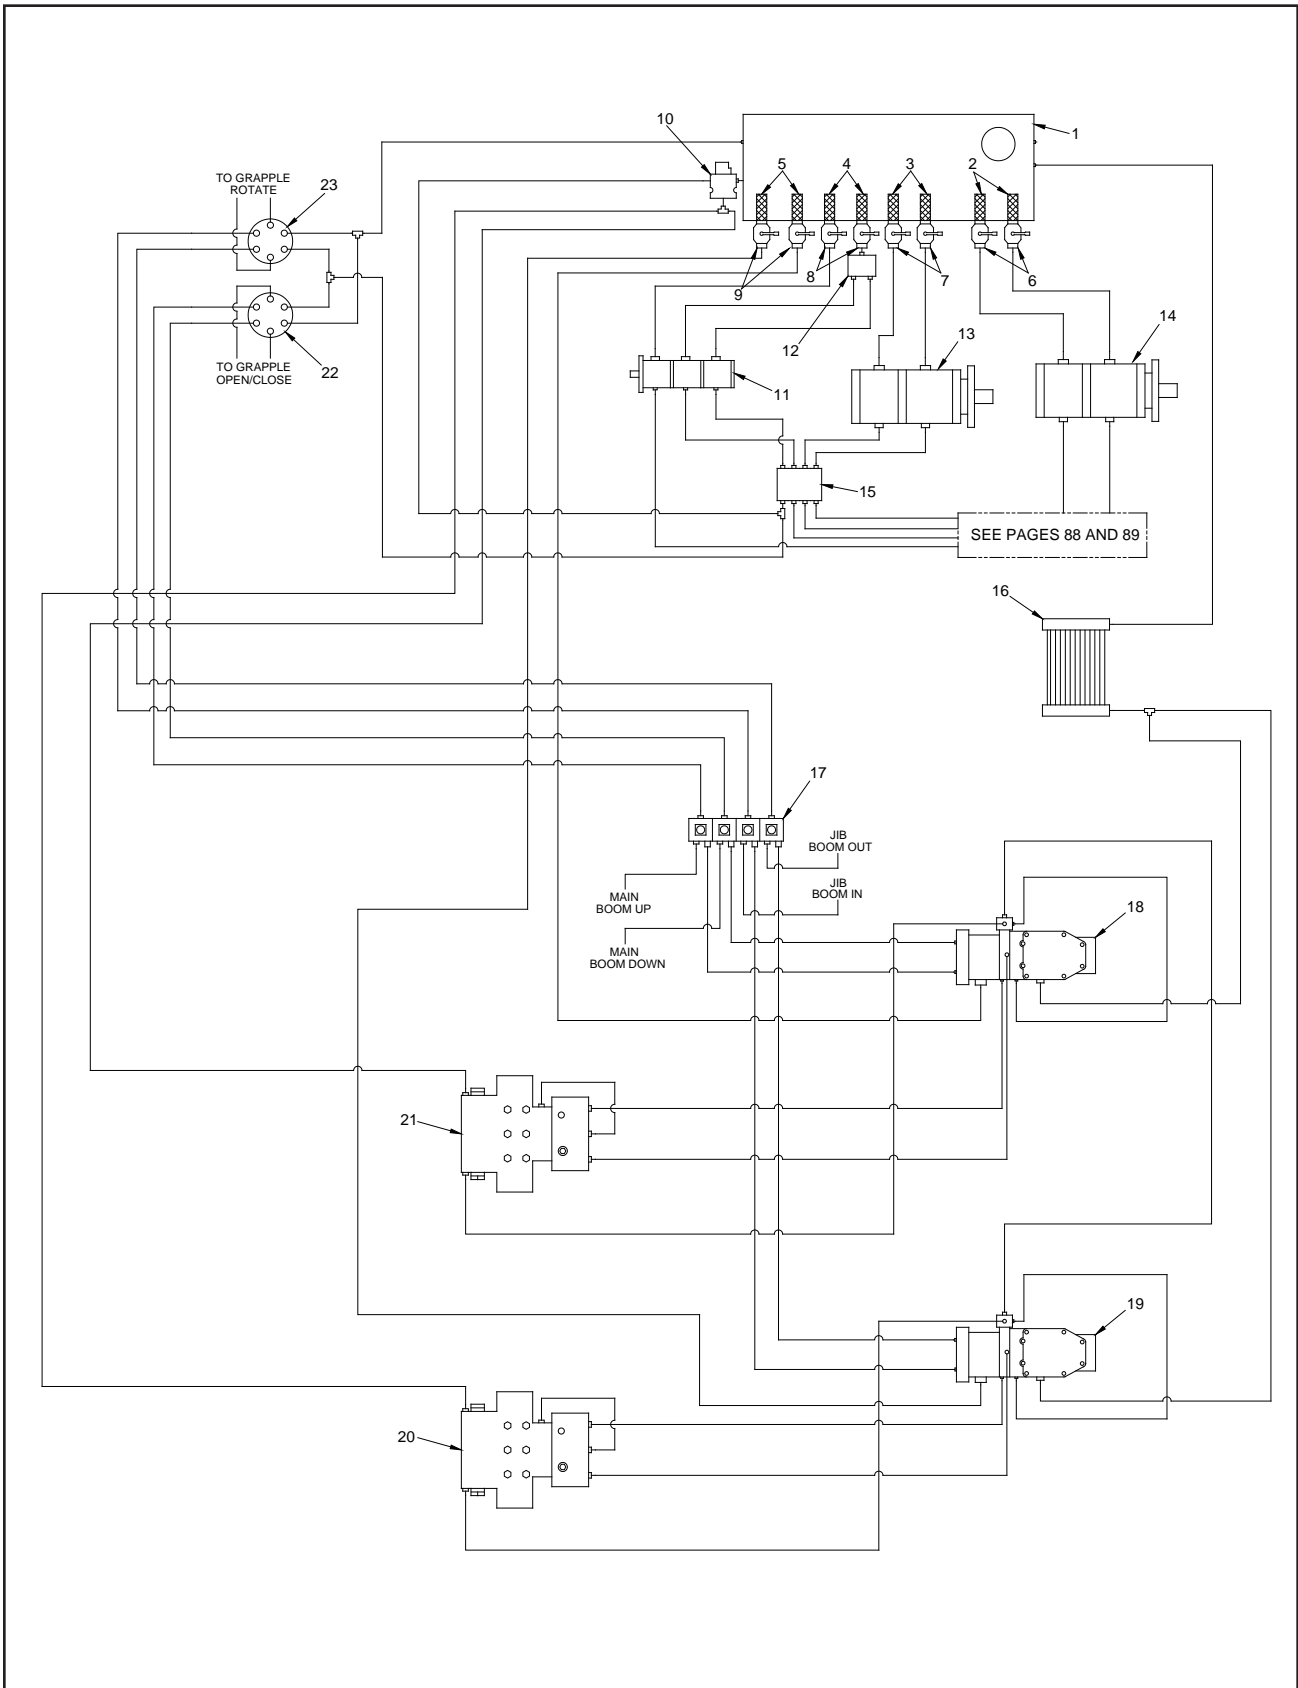 10
1
5
4
3
2
TO GRAPPLE
ROTATE
23
9
8
7
6
12
13
14
22
TO GRAPPLE
OPEN/CLOSE
11
15
SEE PAGES 88 AND 89
16
17
JIB
BOOM OUT
JIB
BOOM IN
MAIN
BOOM UP
MAIN
BOOM DOWN
18
21
19
20